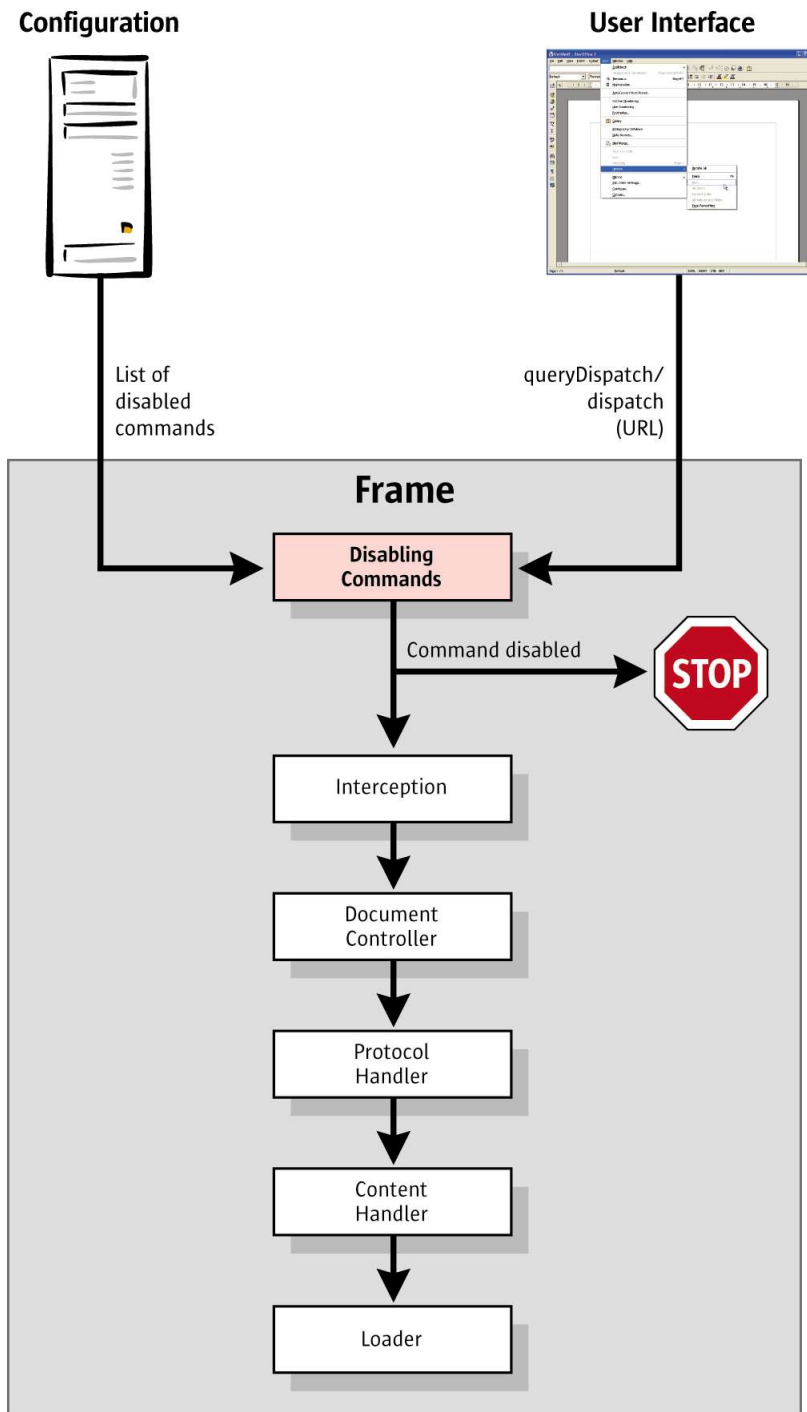 Configuration
User Interface
List of
disabled
commands
queryDispatch/
dispatch
(URL)
Frame
Disabling
Commands
Command disabled
STOP
Interception
Document
Controller
Protocol
Handler
Content
Handler
Loader